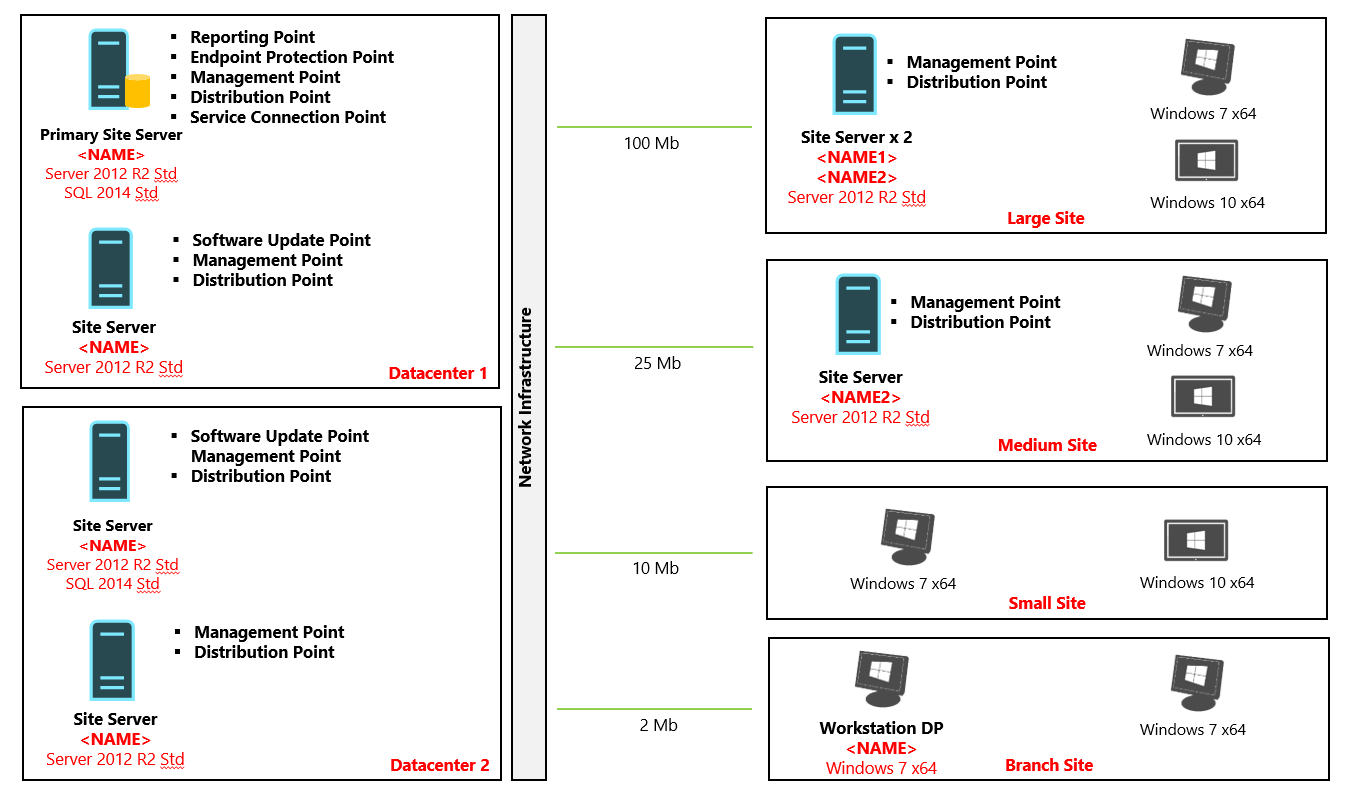 ▪ Reporting Point
▪ Endpoint Protection Point
▪ Management Point
▪ Distribution Point
▪ Service Connection Point
Primary Site Server
<NAME>
Server 2012 R2 Std
SQL 2014 Std
▪ Software Update Point
▪ Management Point
▪ Distribution Point
Site Server
<NAME>
Server 2012 R2 Std
Datacenter 1
▪ Software Update Point
Management Point
▪ Distribution Point
Site Server
<NAME>
Server 2012 R2 Std
SQL 2014 Std
▪ Management Point
▪ Distribution Point
Site Server
<NAME>
Server 2012 R2 Std
Datacenter 2
Network Infrastructure
100 Mb
25 Mb
10 Mb
2 Mb
▪ Management Point
▪ Distribution Point
Site Server x 2
<NAME1>
<NAME2>
Server 2012 R2 Std
Windows 7 x64
Windows 10 x64
Large Site
▪ Management Point
▪ Distribution Point
Site Server
<NAME2>
Server 2012 R2 Std
Windows 7 x64
Windows 10 x64
Medium Site
Windows 7 x64
Windows 10 x64
Small Site
Workstation DP
<NAME>
Windows 7 x64
Windows 7 x64
Branch Site